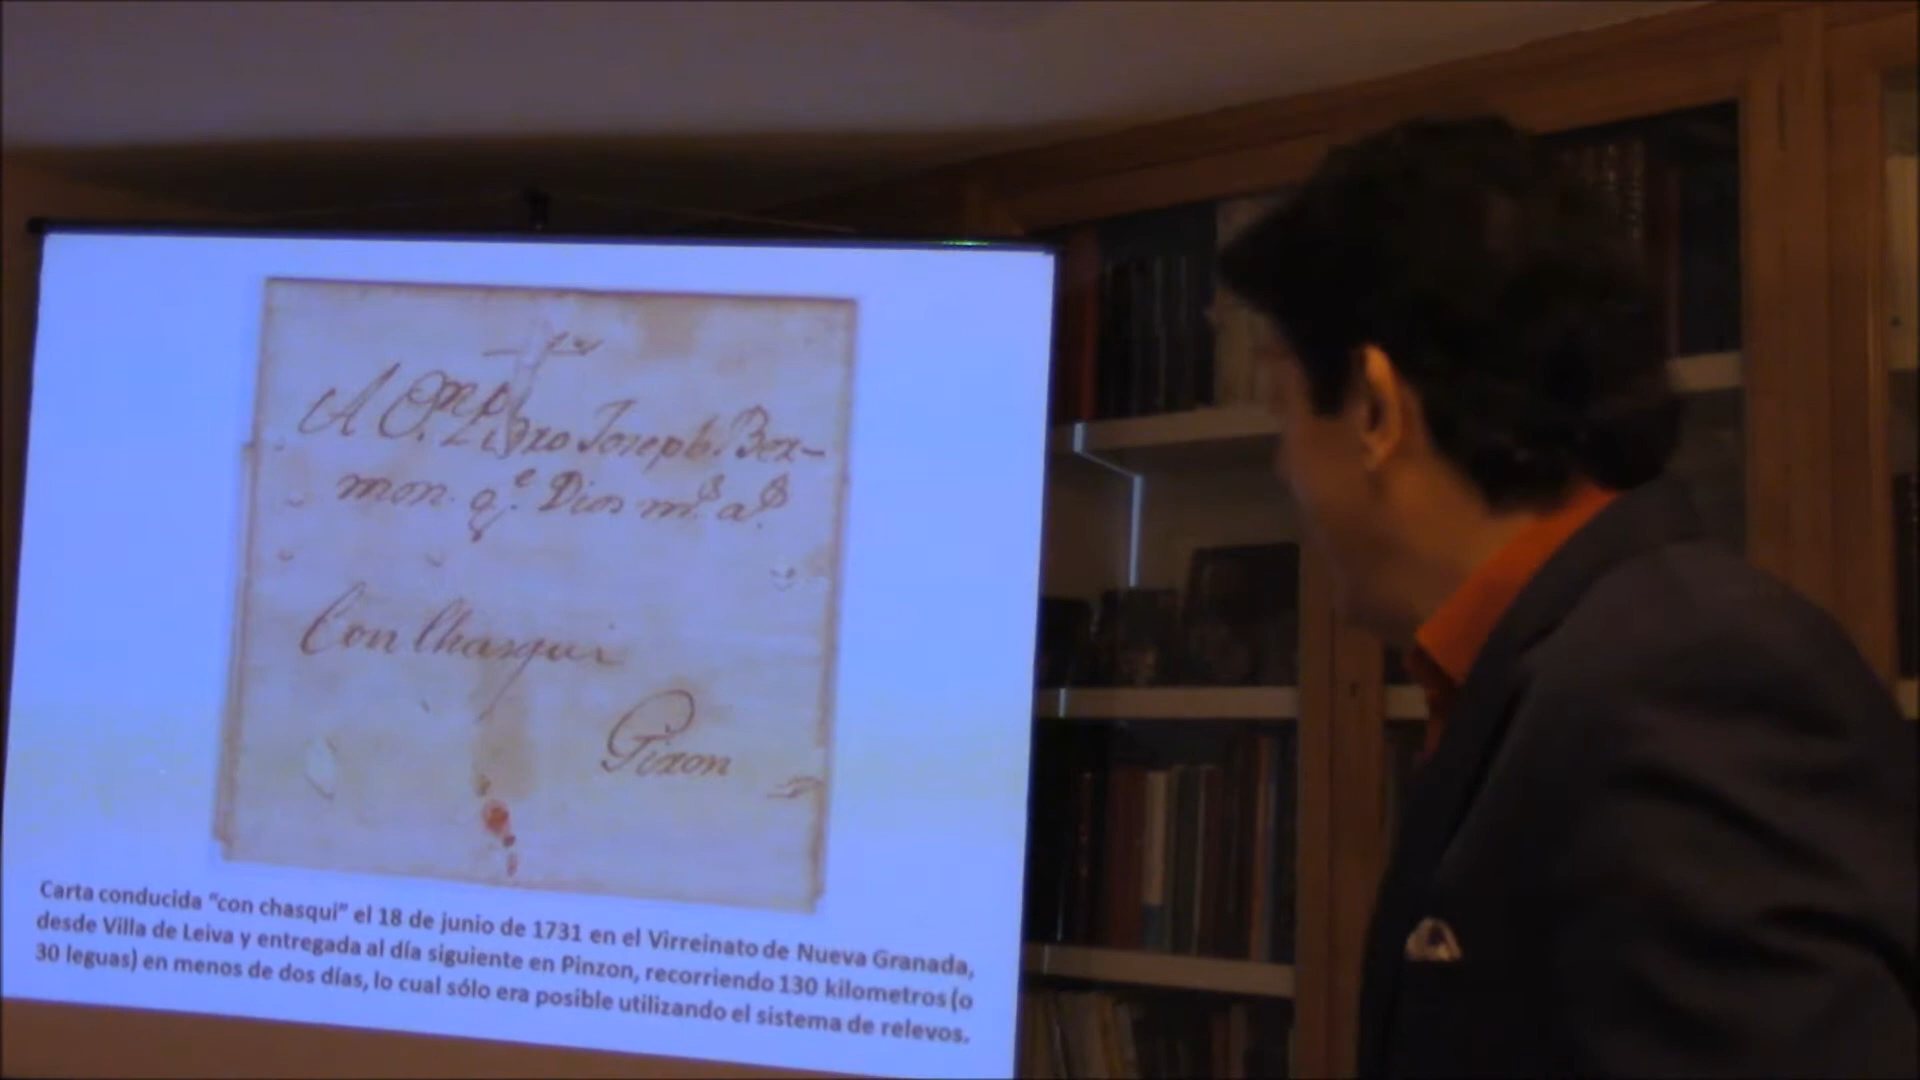 A
Joseph. Ber-
mon. q.e Dios m.s a.s
Con Chasqui
Pinzon
Carta conducida "con chasqui" el 18 de junio de 1731 en el Virreinato de Nueva Granada,
desde Villa de Leiva y entregada al día siguiente en Pinzon, recorriendo 130 kilometros (o
30 leguas) en menos de dos días, lo cual sólo era posible utilizando el sistema de relevos.